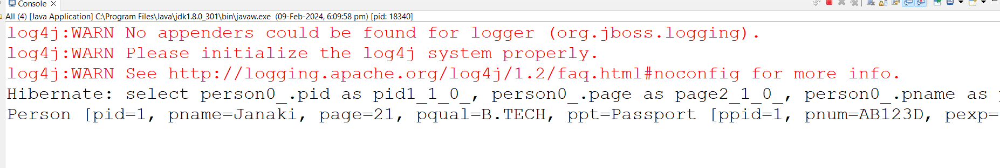 Console
All (4) [Java Application] C:\Program Files\Java\jdk1.8.0_301\bin\javaw.exe (09-Feb-2024, 6:09:58 pm) [pid: 18340]
log4j:WARN No appenders could be found for logger (org.jboss.logging).
log4j:WARN Please initialize the log4j system properly.
log4j:WARN See http://logging.apache.org/log4j/1.2/faq.html#noconfig for more info.
Hibernate: select person0_.pid as pid1_1_0_, person0_.page as page2_1_0_, person0_.pname as
Person [pid=1, pname=Janaki, page=21, pqual=B.TECH, ppt=Passport [ppid=1, pnum=AB123D, pexp=